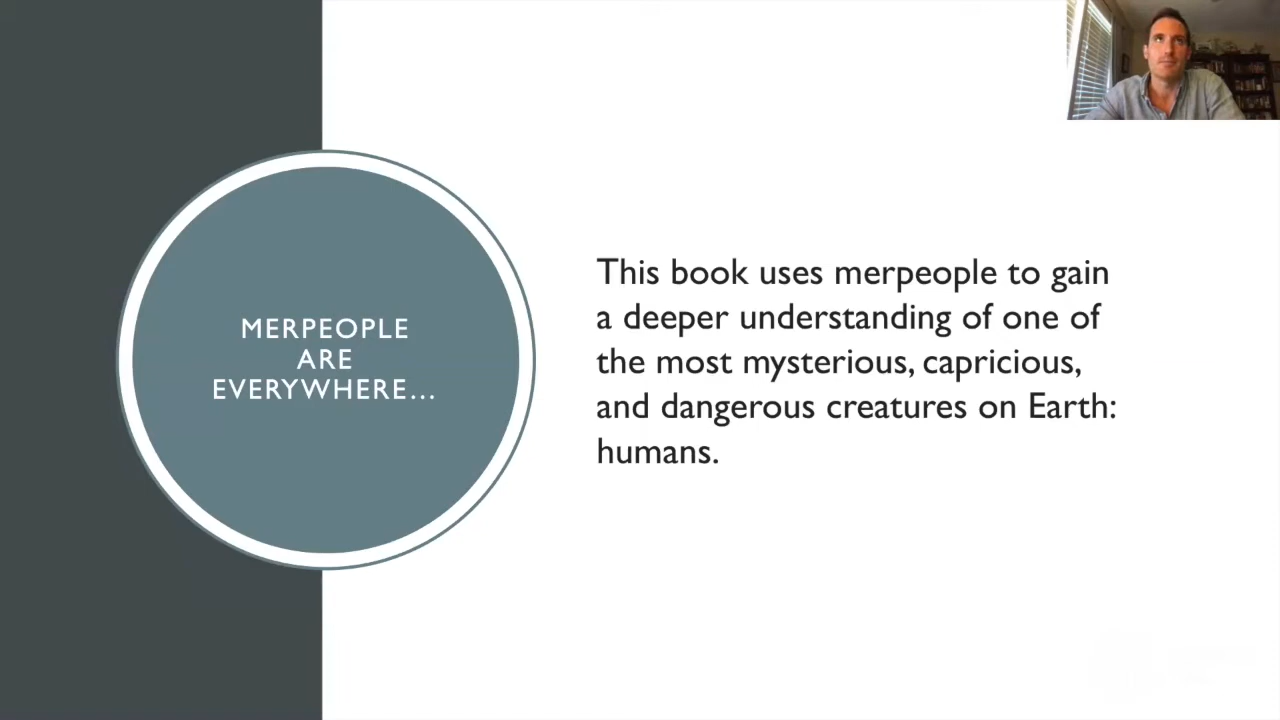 MERPEOPLE
ARE
EVERYWHERE...
This book uses merpeople to gain
a deeper understanding of one of
the most mysterious, capricious,
and dangerous creatures on Earth:
humans.